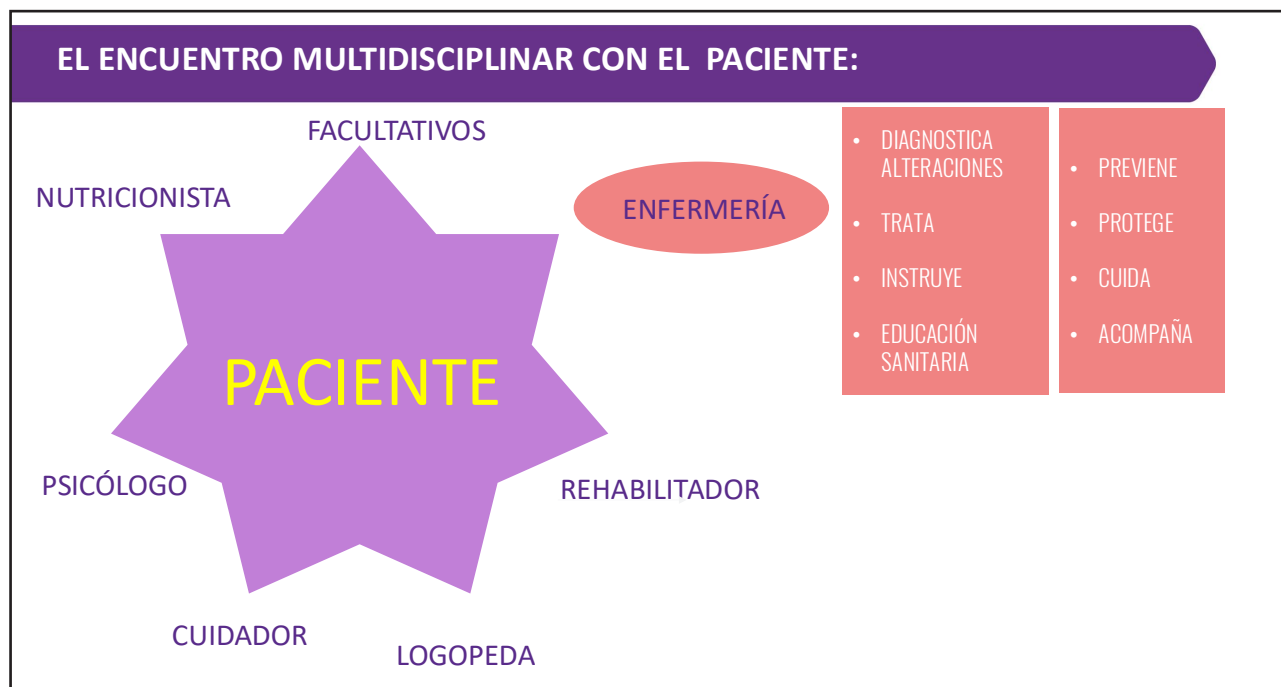 EL ENCUENTRO MULTIDISCIPLINAR CON EL PACIENTE:
FACULTATIVOS
NUTRICIONISTA
ENFERMERÍA
• DIAGNOSTICA
ALTERACIONES
• TRATA
• INSTRUYE
• EDUCACIÓN
SANITARIA
• PREVIENE
• PROTEGE
• CUIDA
• ACOMPAÑA
PACIENTE
PSICÓLOGO
REHABILITADOR
CUIDADOR
LOGOPEDA